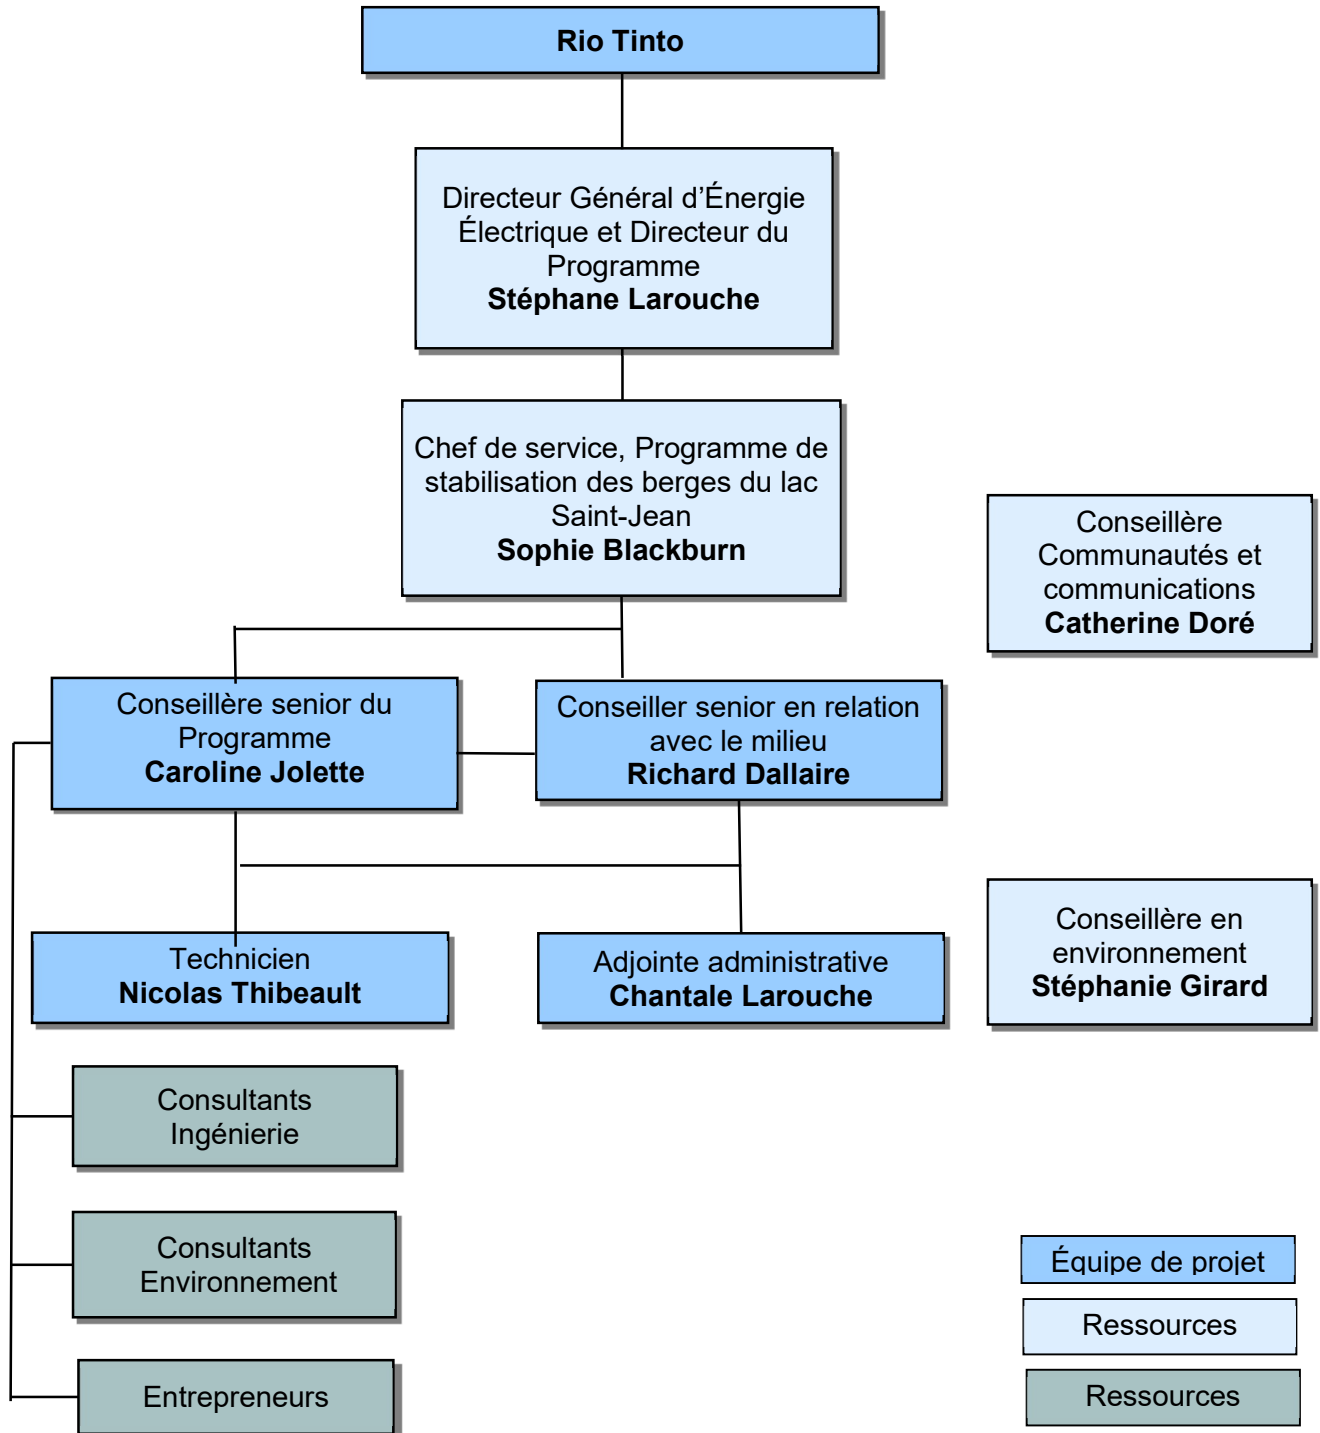 Rio Tinto
Directeur Général d’Énergie
Électrique et Directeur du
Programme
Stéphane Larouche
Chef de service, Programme de
stabilisation des berges du lac
Saint-Jean
Sophie Blackburn
Conseillère
Communautés et
communications
Catherine Doré
Conseillère senior du
Programme
Caroline Jolette
Conseiller senior en relation
avec le milieu
Richard Dallaire
Technicien
Nicolas Thibeault
Adjointe administrative
Chantale Larouche
Conseillère en
environnement
Stéphanie Girard
Consultants
Ingénierie
Consultants
Environnement
Entrepreneurs
Équipe de projet
Ressources
Ressources